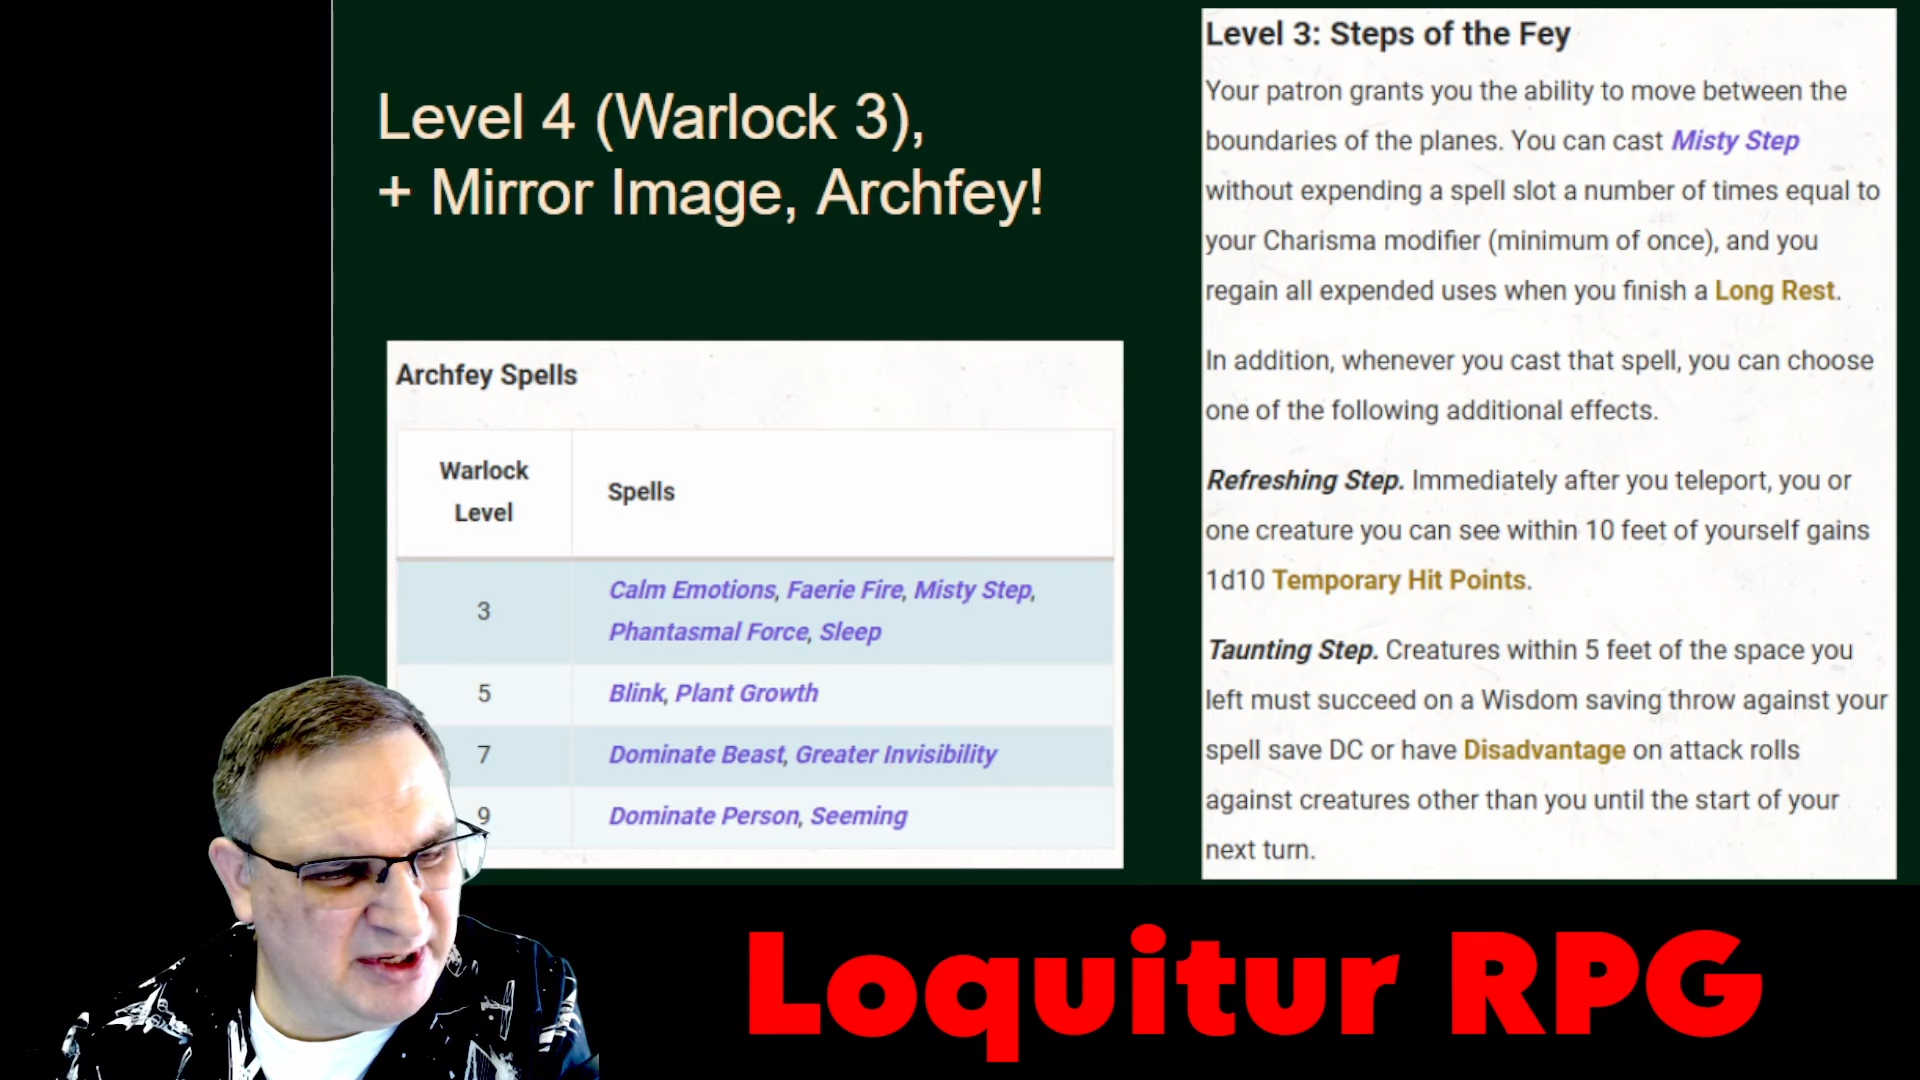 Level 4 (Warlock 3),
+ Mirror Image, Archfey!
Archfey Spells
Warlock Level
Spells
3
Calm Emotions, Faerie Fire, Misty Step,
Phantasmal Force, Sleep
5
Blink, Plant Growth
7
Dominate Beast, Greater Invisibility
9
Dominate Person, Seeming
Level 3: Steps of the Fey
Your patron grants you the ability to move between the
boundaries of the planes. You can cast Misty Step
without expending a spell slot a number of times equal to
your Charisma modifier (minimum of once), and you
regain all expended uses when you finish a Long Rest.
In addition, whenever you cast that spell, you can choose
one of the following additional effects.
Refreshing Step. Immediately after you teleport, you or
one creature you can see within 10 feet of yourself gains
1d10 Temporary Hit Points.
Taunting Step. Creatures within 5 feet of the space you
left must succeed on a Wisdom saving throw against your
spell save DC or have Disadvantage on attack rolls
against creatures other than you until the start of your
next turn.
Loquitur RPG